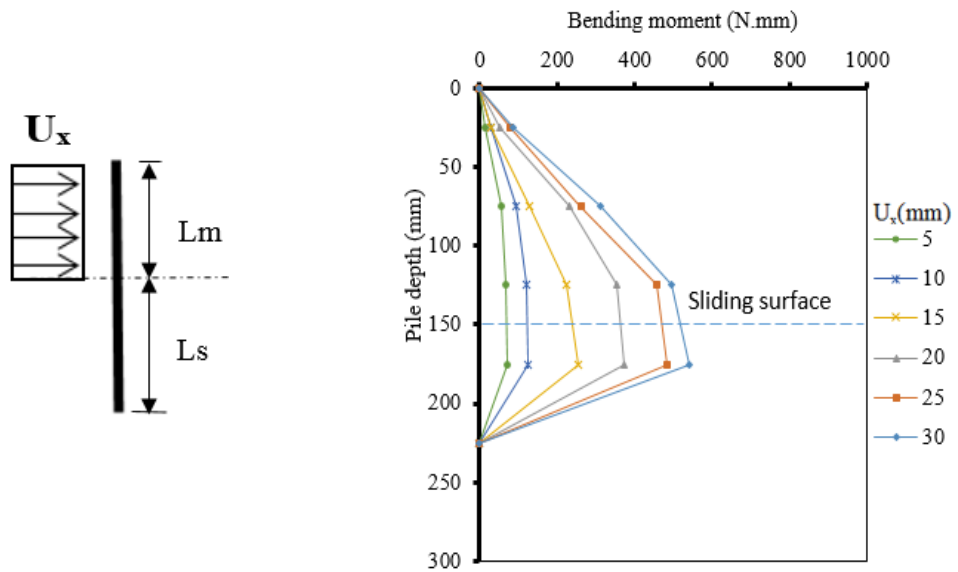 Uₓ
Lm
Ls
Bending moment (N.mm)
0 200 400 600 800 1000
Pile depth (mm)
0
50
100
150
200
250
300
Sliding surface
Uₓ(mm)
5
10
15
20
25
30